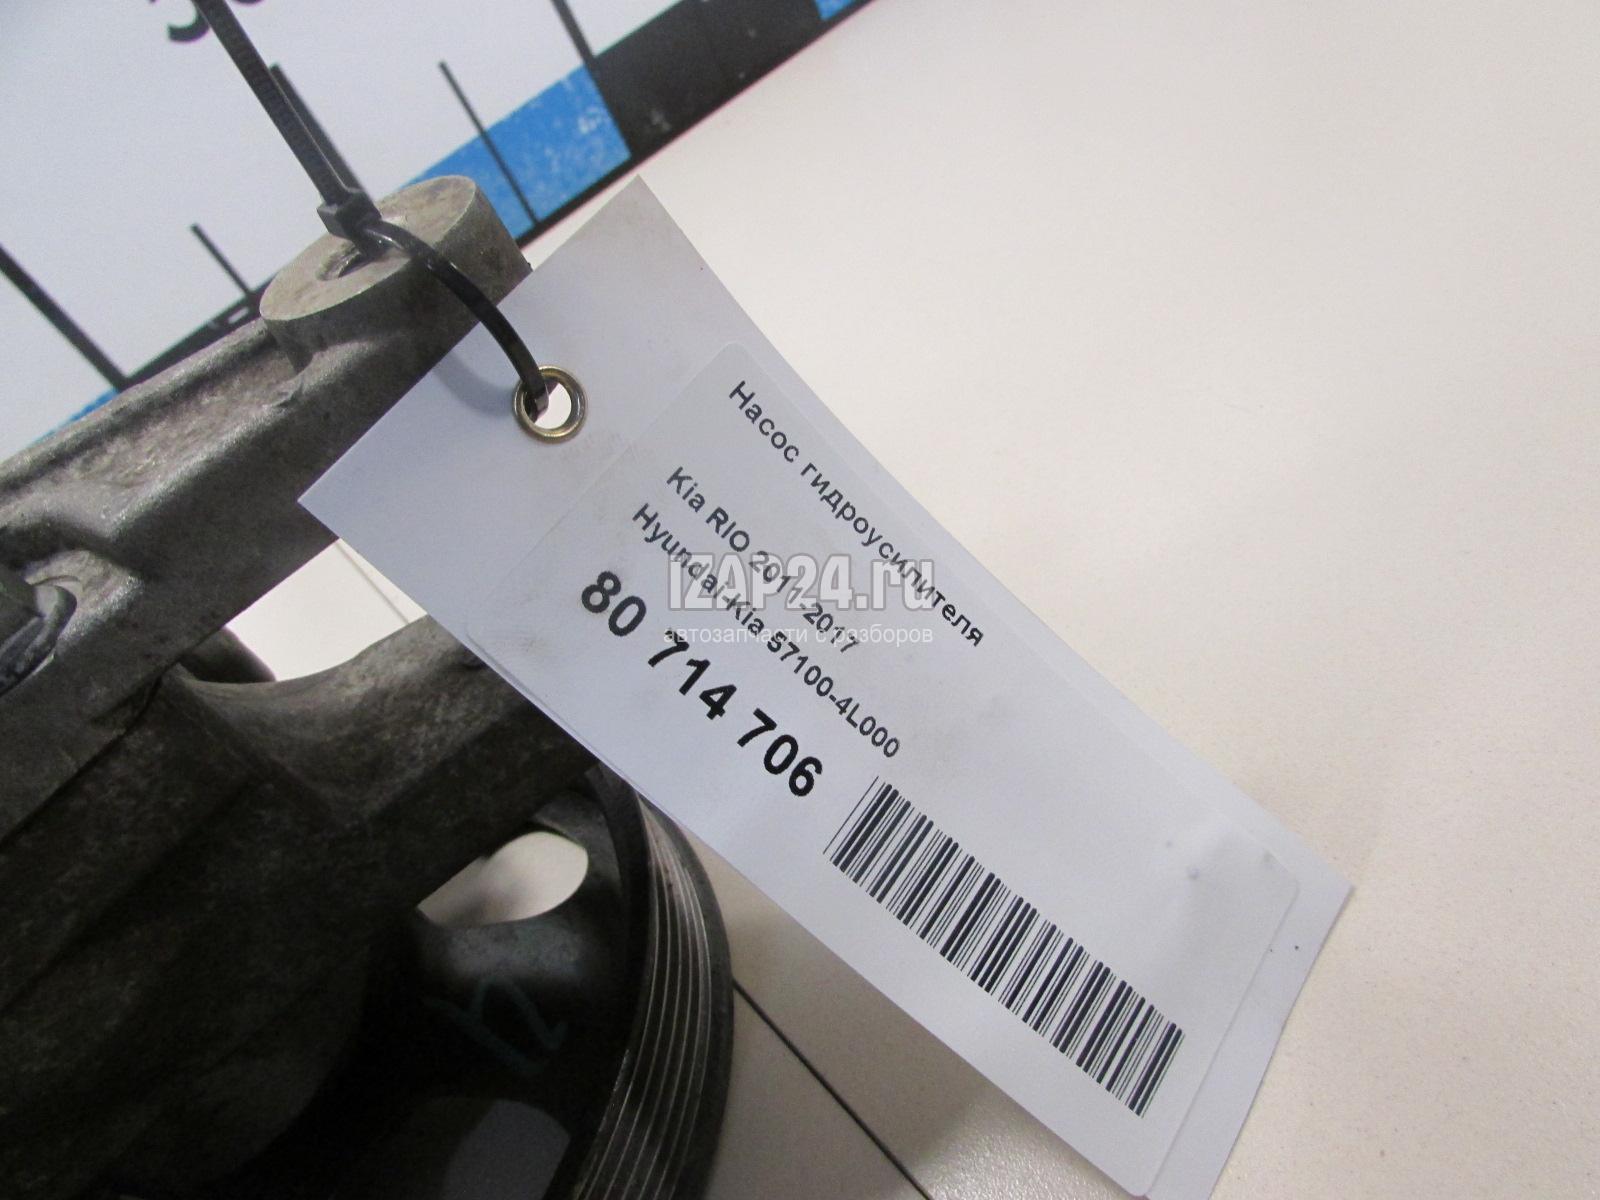 Насос гидроусилителя
Kia RIO 2011-2017
Hyundai-Kia 57100-4L000
80 714 706
IZAP24.ru
автозапчасти с разборов